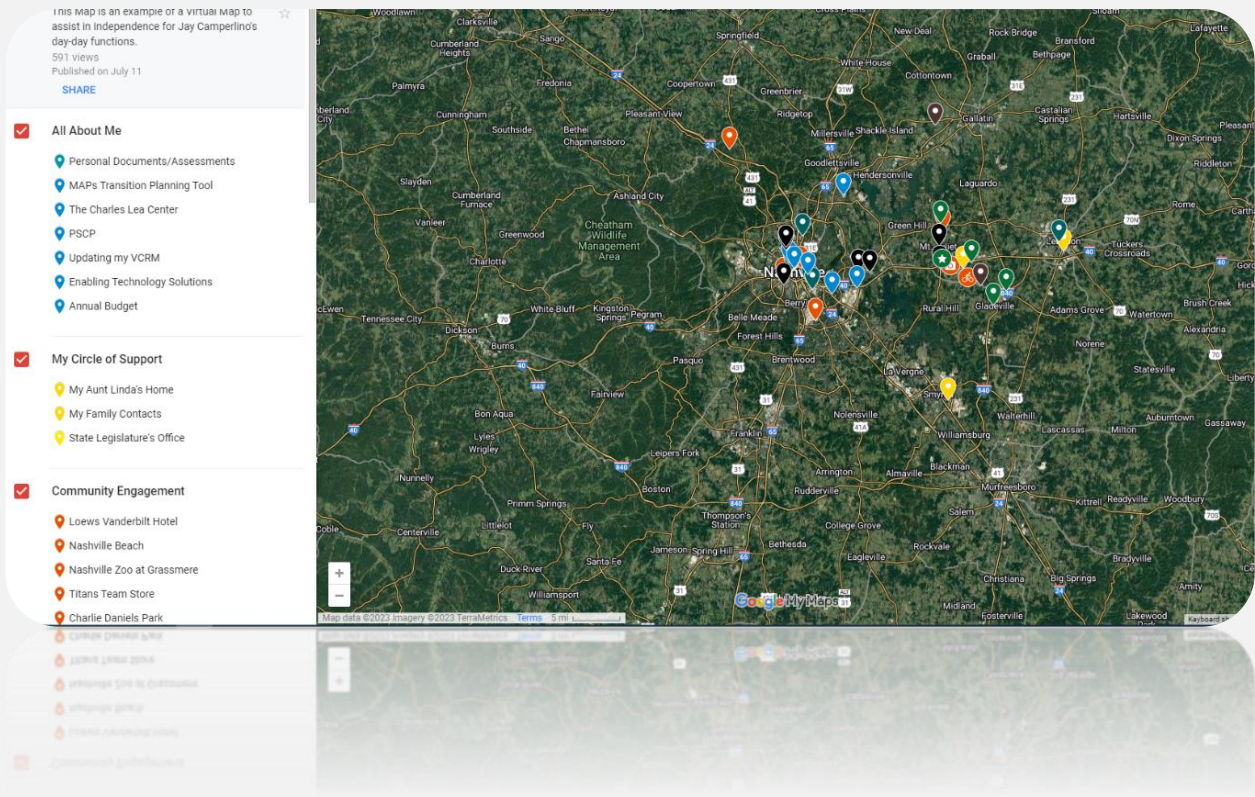 This Map is an example of a Virtual Map to
assist in Independence for Jay Camperlino's
day-day functions.
591 views
Published on July 11
SHARE
All About Me
Personal Documents/Assessments
MAPs Transition Planning Tool
The Charles Lea Center
PSCP
Updating my VCRM
Enabling Technology Solutions
Annual Budget
My Circle of Support
My Aunt Linda's Home
My Family Contacts
State Legislature's Office
Community Engagement
Loews Vanderbilt Hotel
Nashville Beach
Nashville Zoo at Grassmere
Titans Team Store
Charlie Daniels Park
Woodlawn
Clarksville
Cumberland
Heights
Sango
Springfield
New Deal
Rock Bridge
Bransford
Lafayette
Graball
Bethpage
White House
Cottontown
Palmyra
Fredonia
Coopertown
Greenbrier
Cunningham
Southside
Bethel
Chapmansboro
Pleasant View
Ridgetop
Millersville
Shackle Island
Gallatin
Castalian
Springs
Hartsville
Dixon Springs
Goodlettsville
Hendersonville
Riddleton
Slayden
Cumberland
Furnace
Ashland City
Laguardo
Rome
Vanleer
Greenwood
Cheatham
Wildlife
Management
Area
Green Hill
Tuckers
Crossroads
Charlotte
White Bluff
Kingston
Springs
Pegram
Belle Meade
Forest Hills
Rural Hill
Gladeville
Adams Grove
Watertown
Brush Creek
Alexandria
Tennessee City
Dickson
Burns
Pasquo
Brentwood
La Vergne
Norene
Statesville
Liberty
Fairview
Bon Aqua
Lyles
Wrigley
Nolensville
Franklin
Leipers Fork
Walterhill
Williamsburg
Lascassas
Milton
Auburntown
Gassaway
Nunnelly
Boston
Arrington
Almaville
Blackman
Rudderville
Murfreesboro
Kittrell
Readyville
Woodbury
Primm Springs
Thompson's
Station
College Grove
Salem
Coble
Centerville
Littlelot
Fly
Bethesda
Rockvale
Jameson
Spring Hill
Eagleville
Bradyville
Duck River
Santa Fe
Christiana
Big Springs
Amity
Williamsport
Midland
Fosterville
Lakewood
Google My Maps
Map data ©2023 Imagery ©2023 TerraMetrics Terms 5 mi